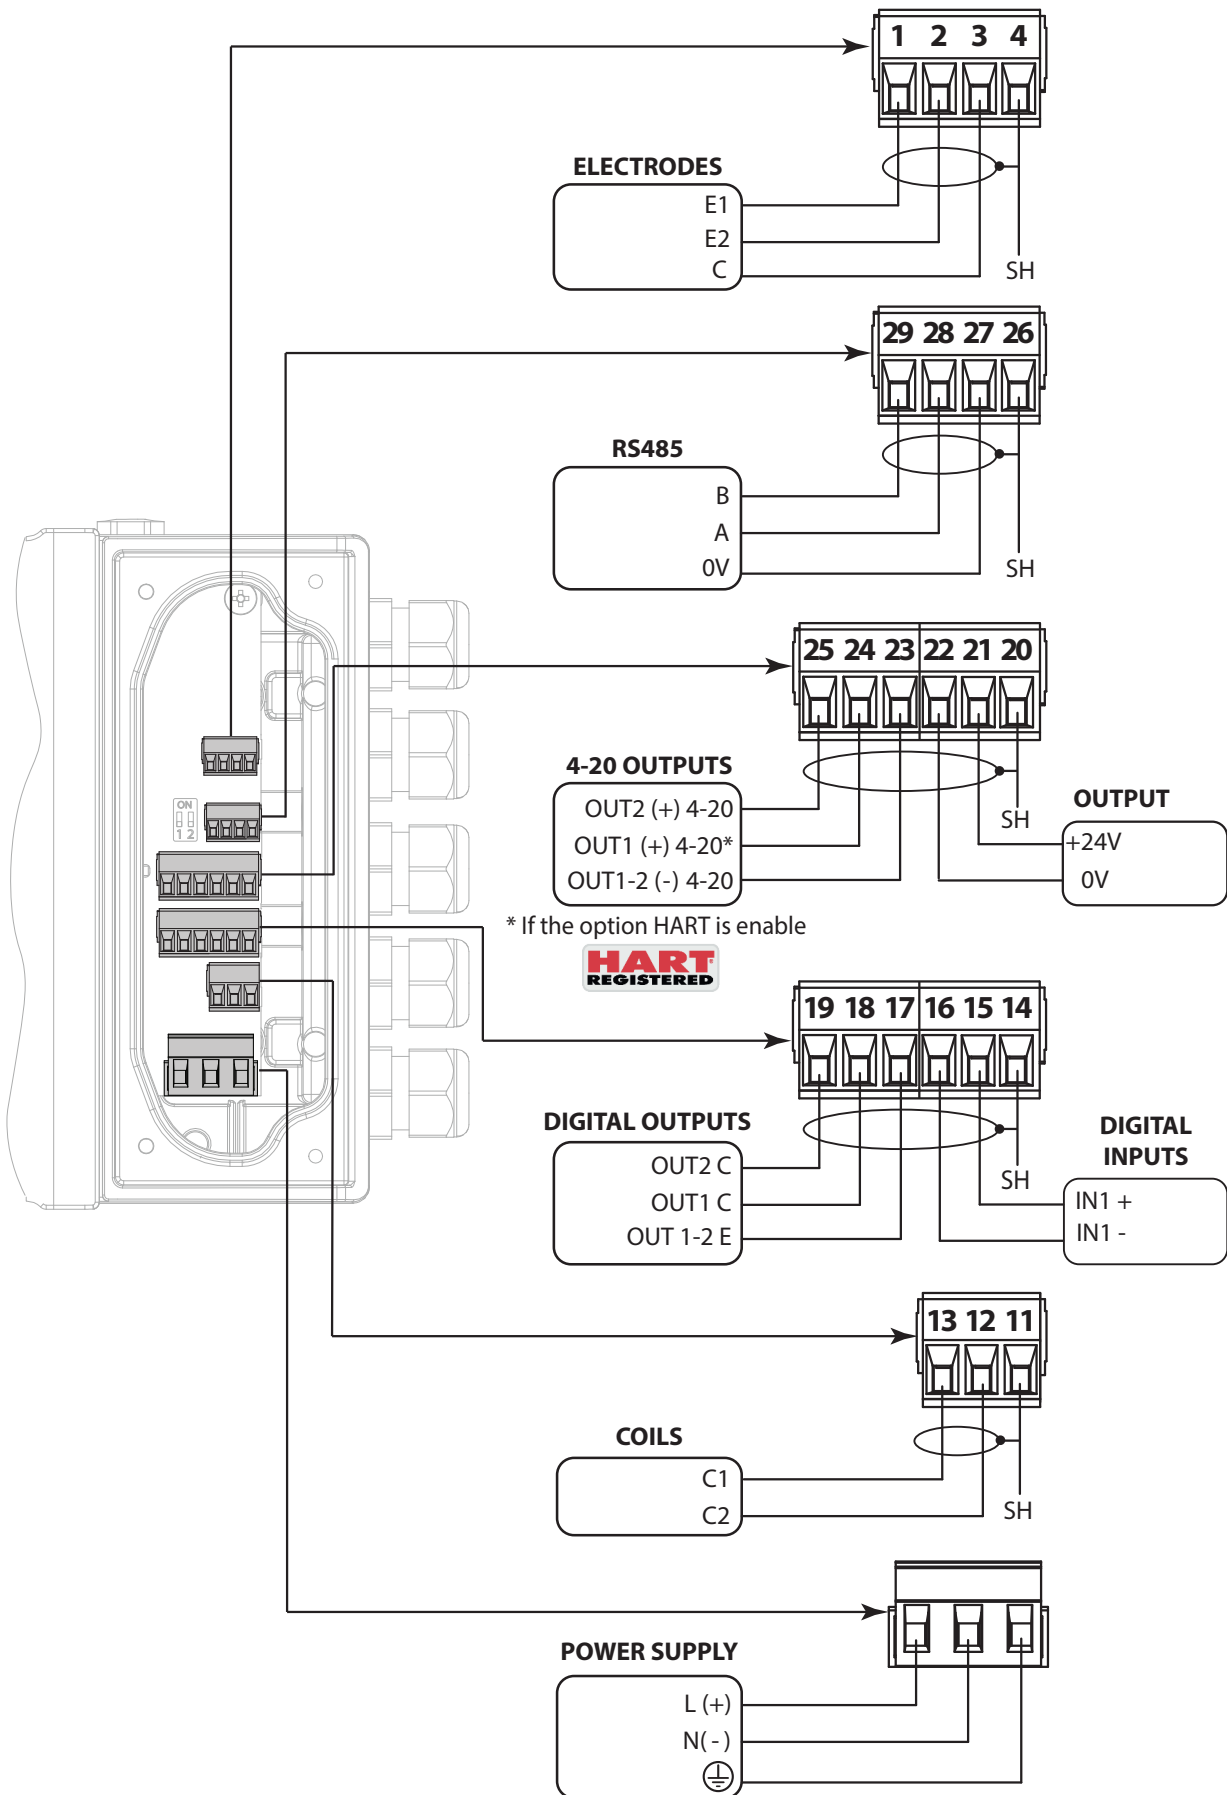 1 2 3 4
ELECTRODES
E1
E2
C
SH
29 28 27 26
RS485
B
A
0V
SH
ON
1 2
25 24 23 22 21 20
4-20 OUTPUTS
OUT2 (+) 4-20
OUT1 (+) 4-20*
OUT1-2 (-) 4-20
SH
OUTPUT
+24V
0V
* If the option HART is enable
HART
REGISTERED
19 18 17 16 15 14
DIGITAL OUTPUTS
OUT2 C
OUT1 C
OUT 1-2 E
SH
DIGITAL
INPUTS
IN1 +
IN1 -
13 12 11
COILS
C1
C2
SH
POWER SUPPLY
L (+)
N( - )